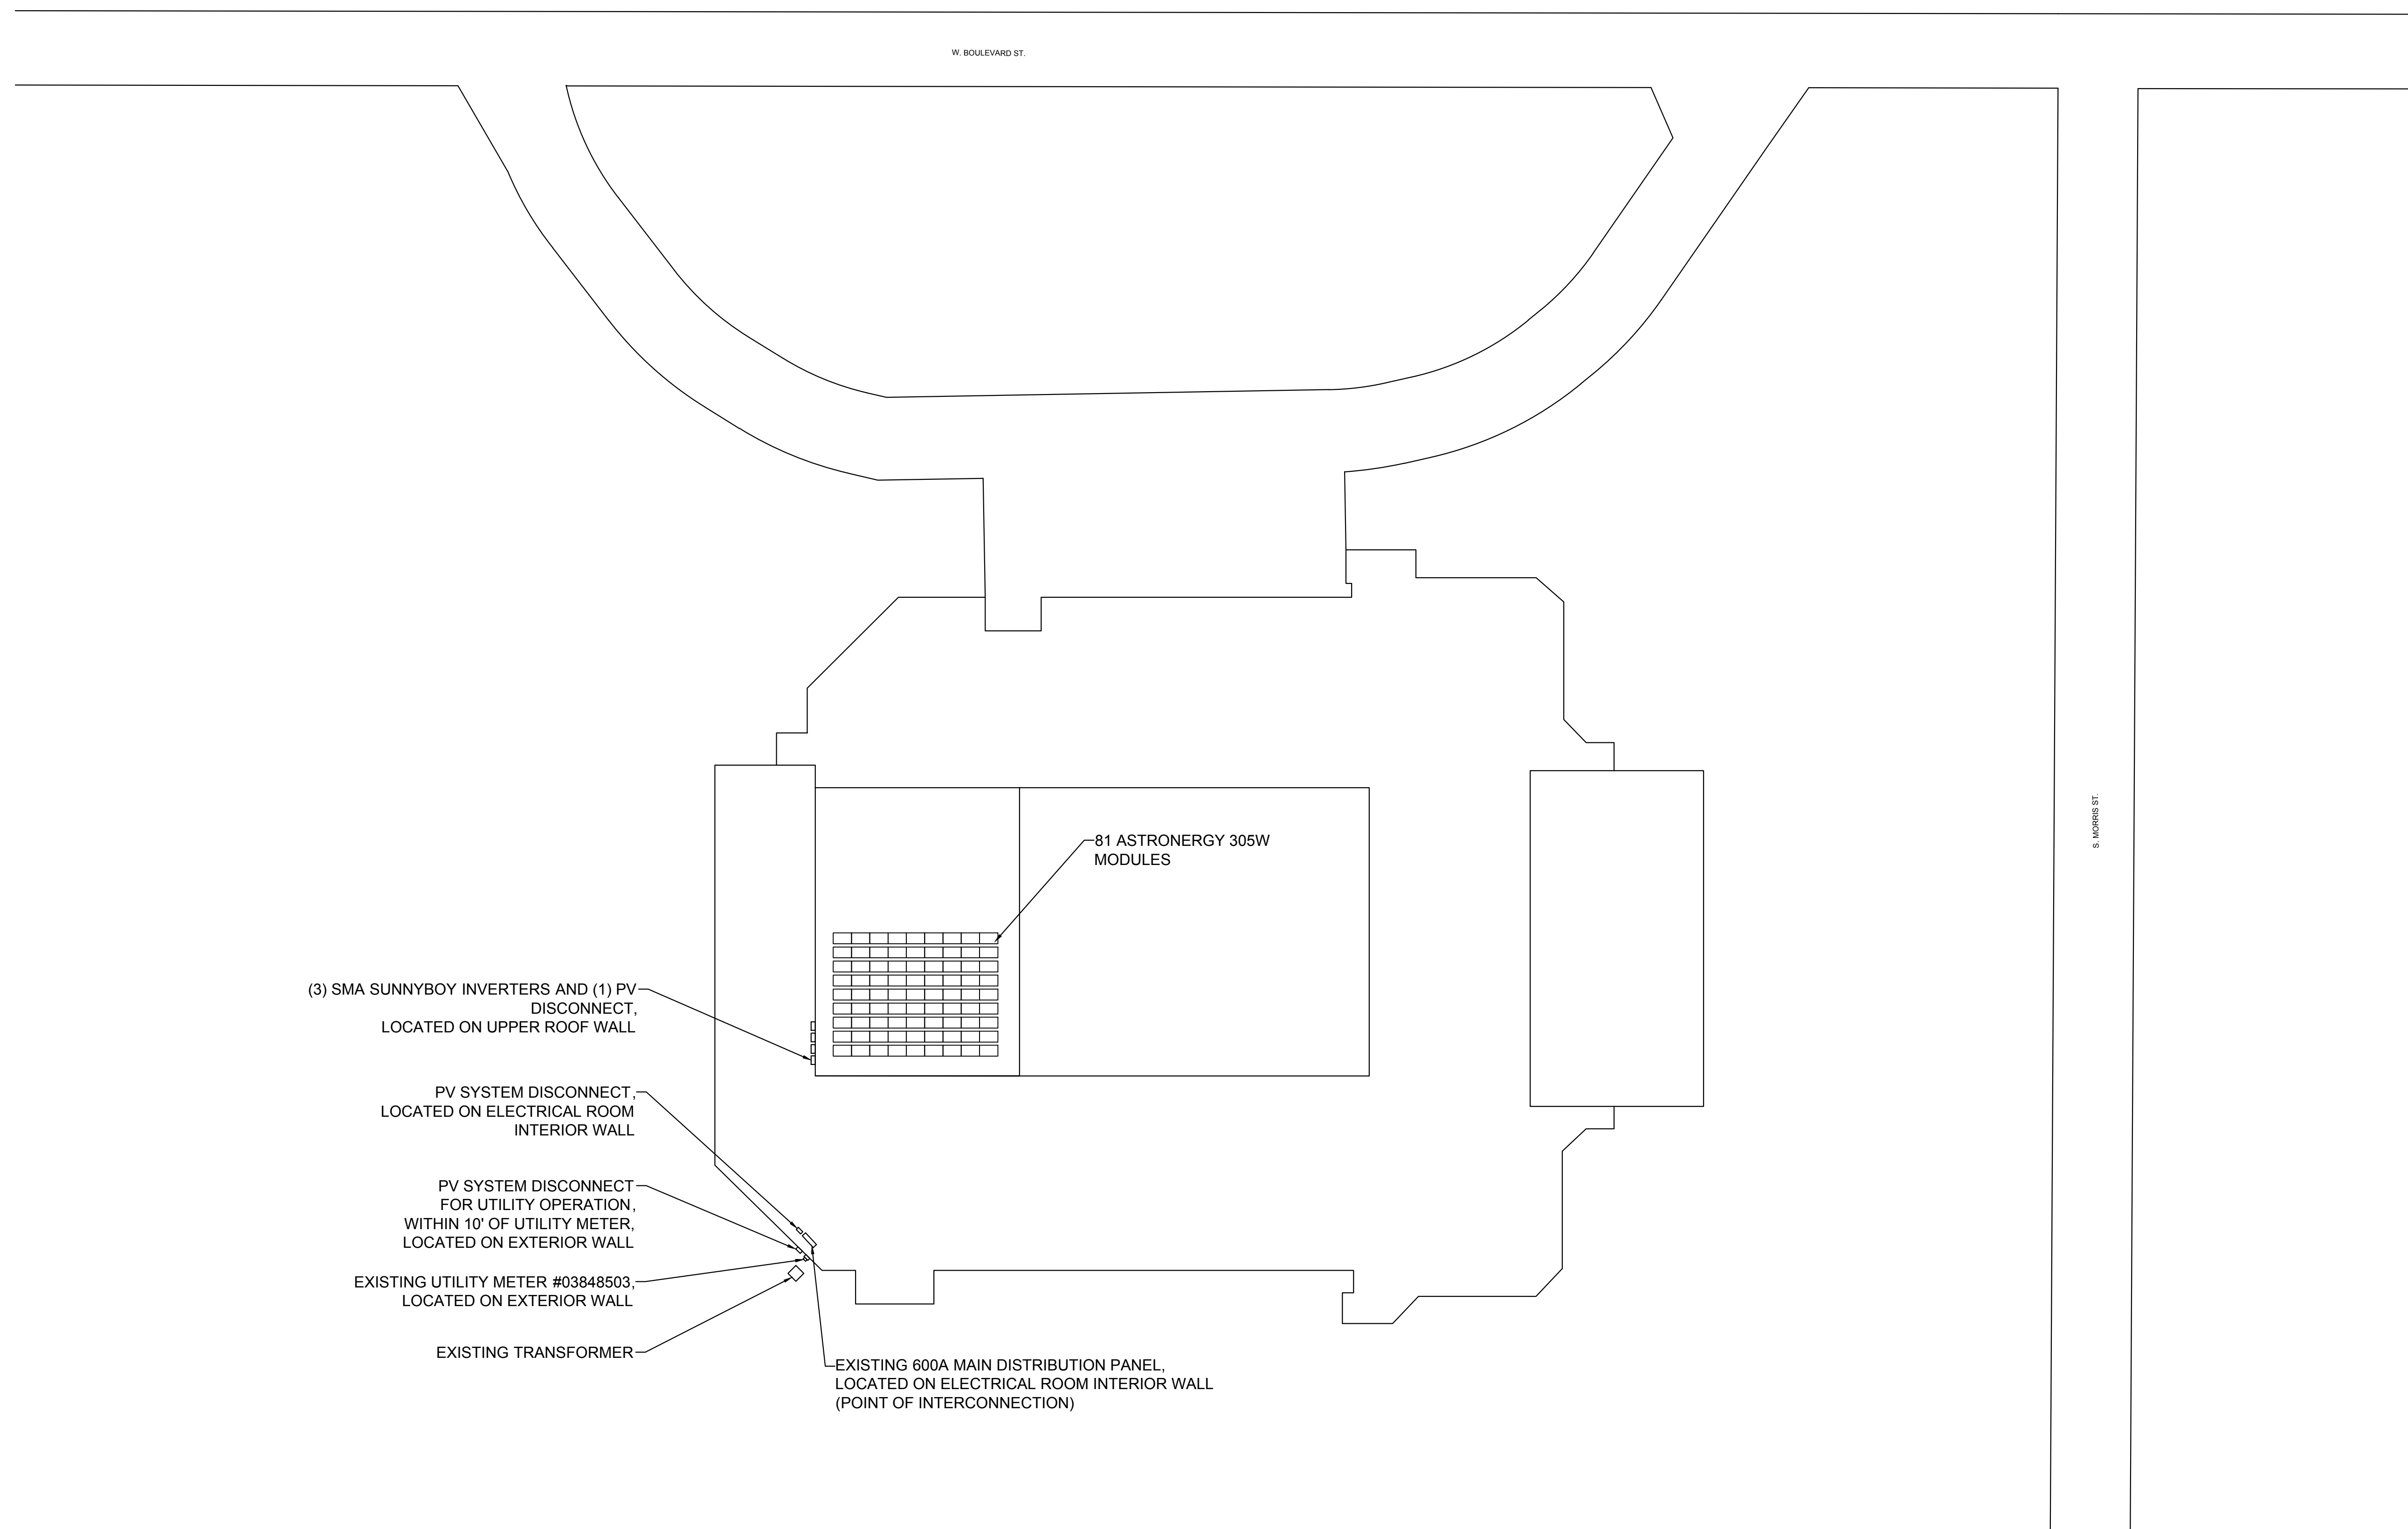 W. BOULEVARD ST.
81 ASTRONERGY 305W
MODULES
S. MORRIS ST.
(3) SMA SUNNYBOY INVERTERS AND (1) PV
DISCONNECT,
LOCATED ON UPPER ROOF WALL
PV SYSTEM DISCONNECT,
LOCATED ON ELECTRICAL ROOM
INTERIOR WALL
PV SYSTEM DISCONNECT
FOR UTILITY OPERATION,
WITHIN 10' OF UTILITY METER,
LOCATED ON EXTERIOR WALL
EXISTING UTILITY METER #03848503,
LOCATED ON EXTERIOR WALL
EXISTING TRANSFORMER
EXISTING 600A MAIN DISTRIBUTION PANEL,
LOCATED ON ELECTRICAL ROOM INTERIOR WALL
(POINT OF INTERCONNECTION)